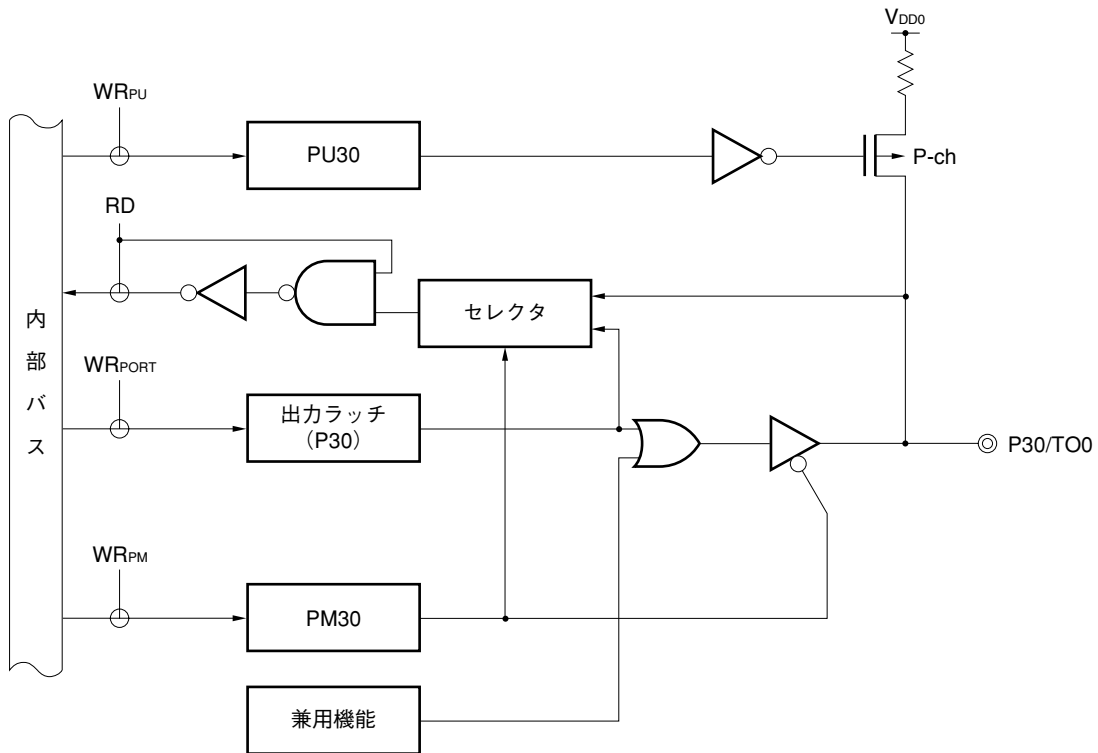 VDD0
WRPU
PU30
P-ch
RD
セレクタ
内部バス
WRPORT
出力ラッチ
（P30）
P30/TO0
WRPM
PM30
兼用機能